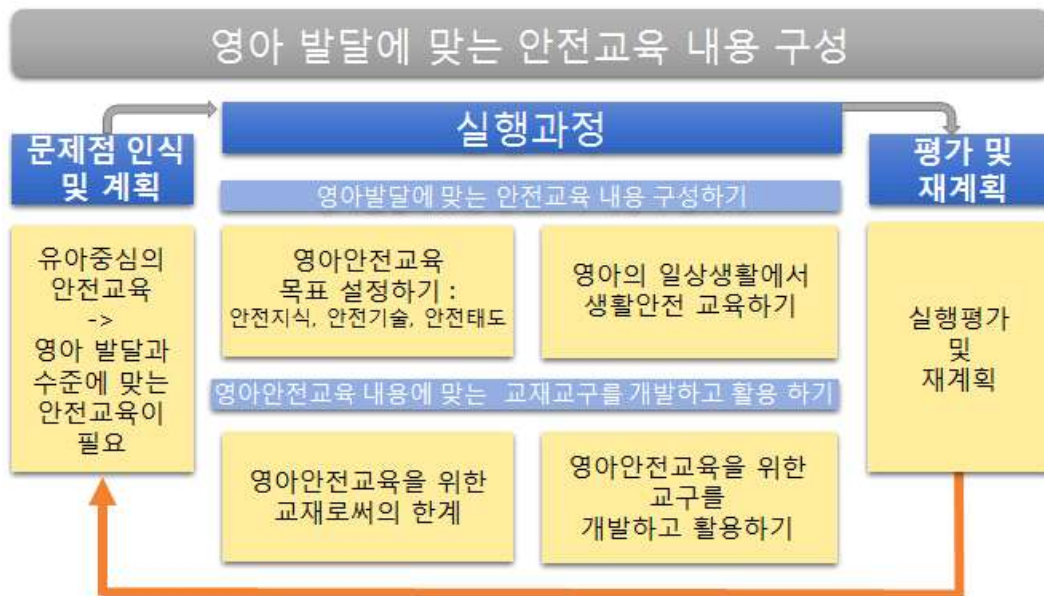 영아 발달에 맞는 안전교육 내용 구성
문제점 인식
및 계획
유아중심의
안전교육
->
영아 발달과
수준에 맞는
안전교육이
필요
실행과정
영아발달에 맞는 안전교육 내용 구성하기
영아안전교육
목표 설정하기 :
안전지식, 안전기술, 안전태도
영아의 일상생활에서
생활안전 교육하기
영아안전교육 내용에 맞는 교재교구를 개발하고 활용 하기
영아안전교육을 위한
교재로써의 한계
영아안전교육을 위한
교구를
개발하고 활용하기
평가 및
재계획
실행평가
및
재계획